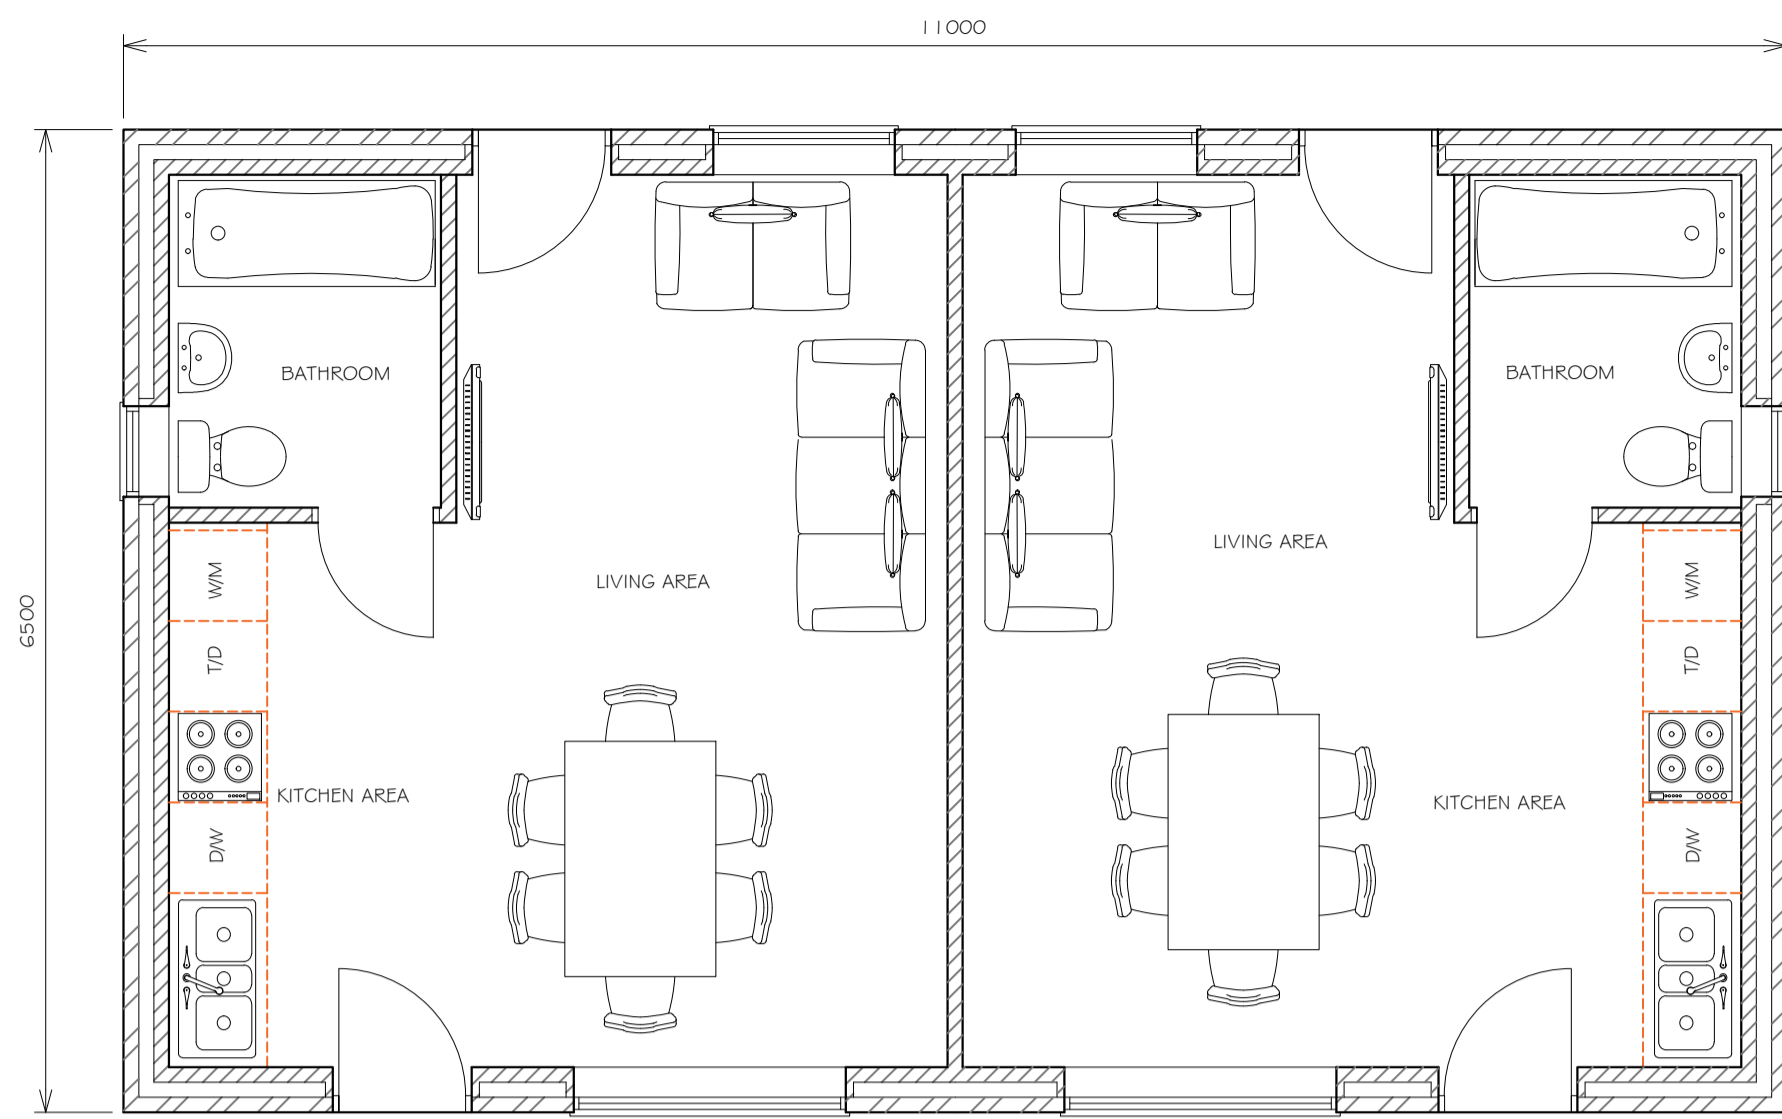 11000
BATHROOM
BATHROOM
LIVING AREA
LIVING AREA
W/M
W/M
6500
T/D
T/D
KITCHEN AREA
KITCHEN AREA
D/W
D/W